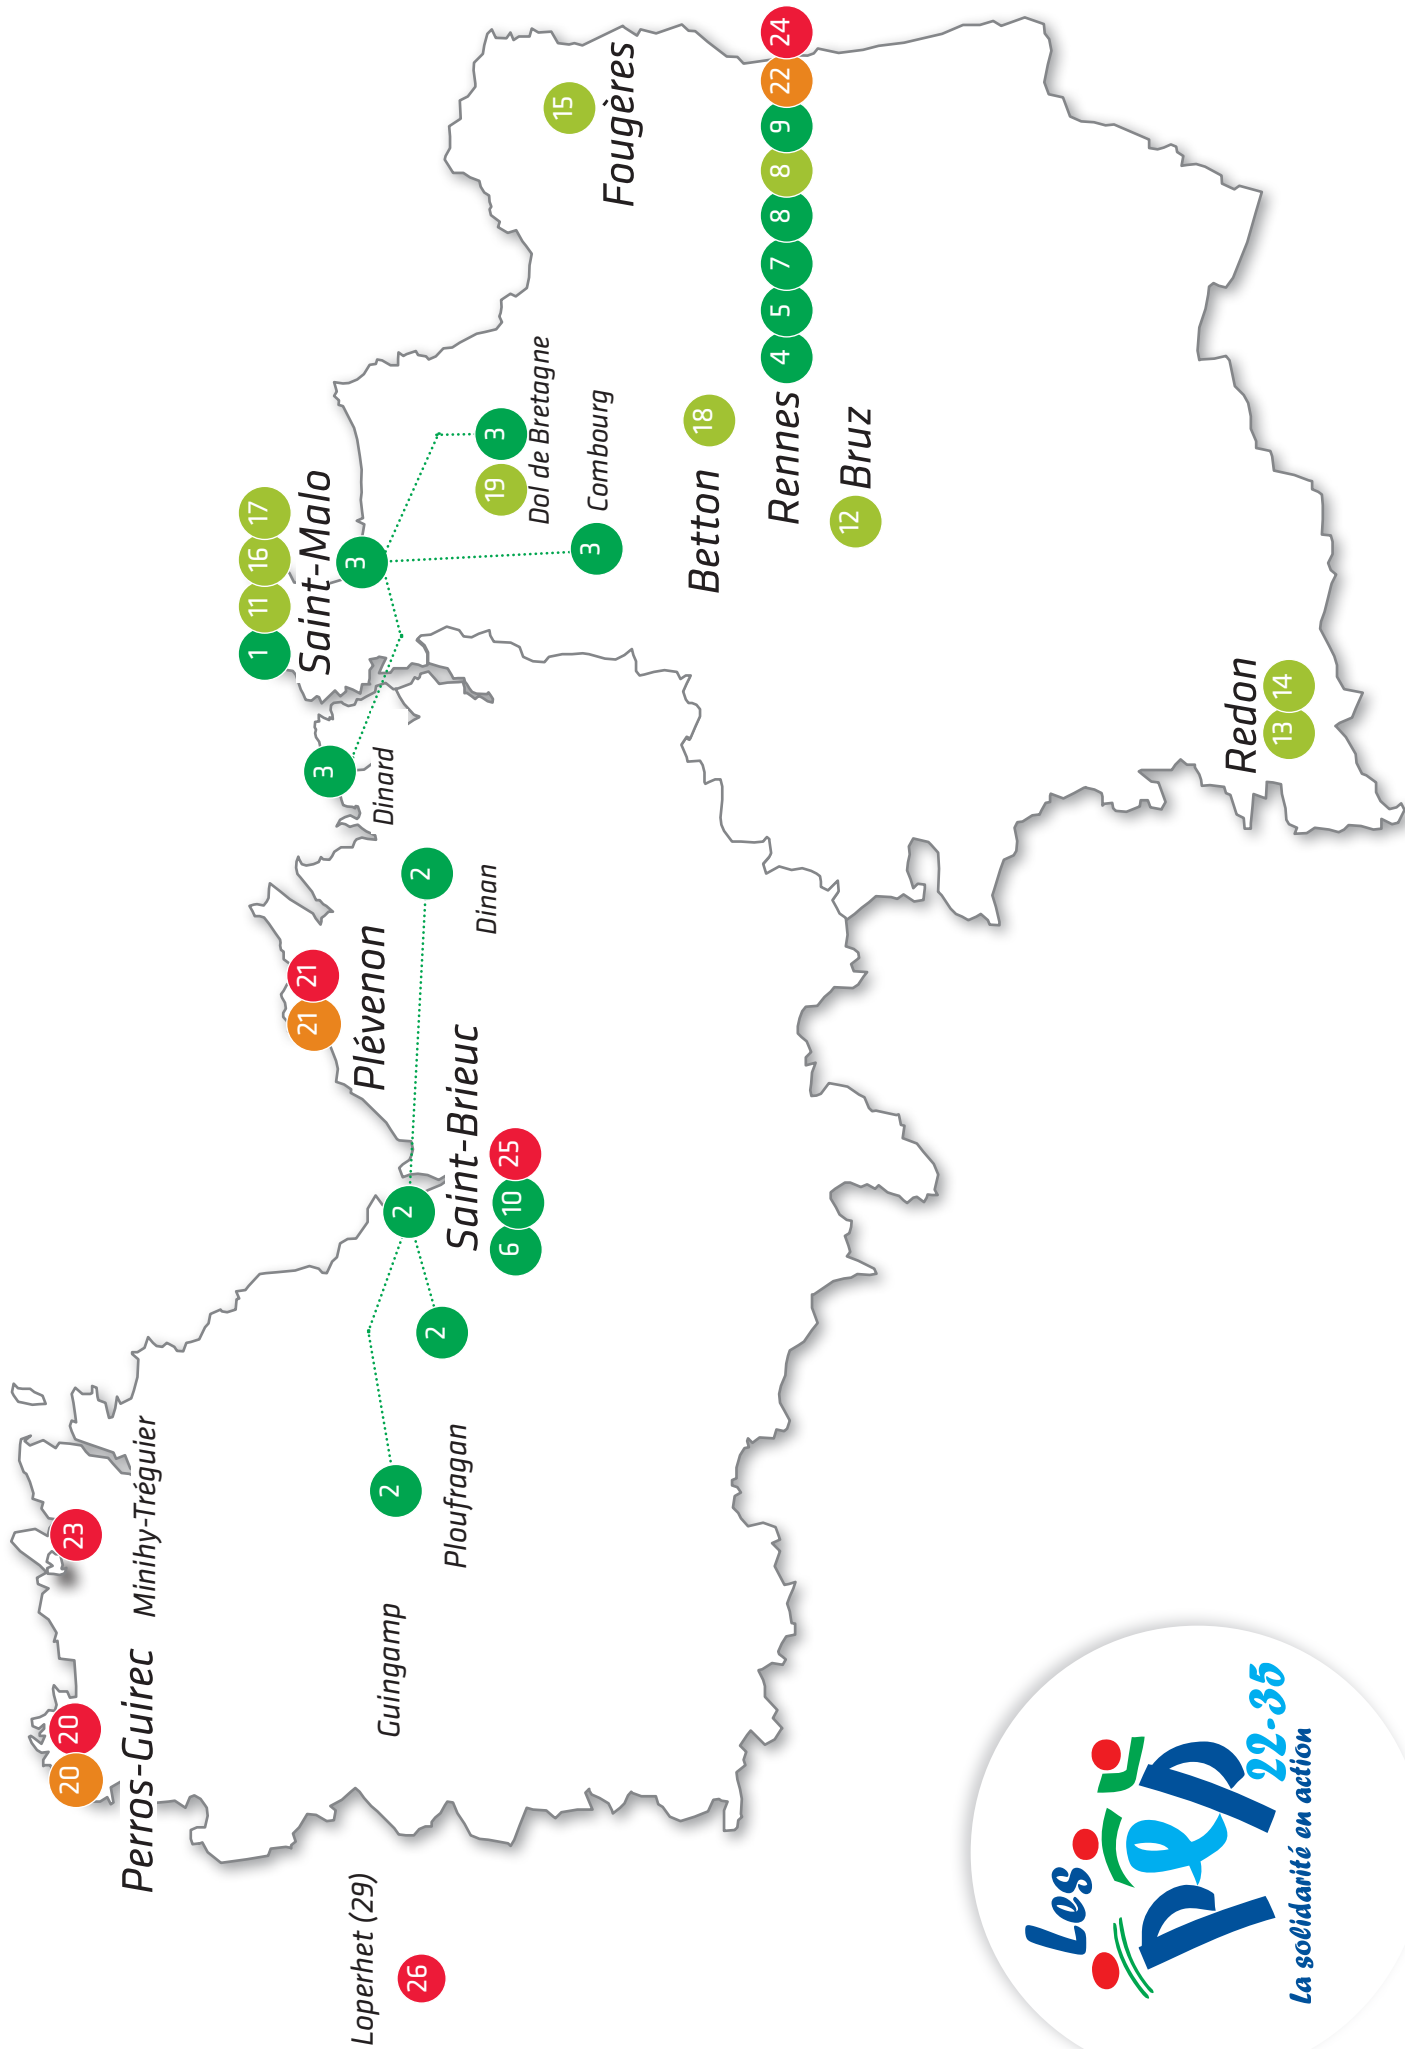 20 20
Perros-Guirec
23
Minihy-Tréguier
Loperhet (29)
26
Guingamp
2
Ploufragan
2
2
Saint-Brieuc
6 10 25
21 21
Plévenon
2
Dinan
3
Dinard
1 11 16 17
Saint-Malo
3
19 3
Dol de Bretagne
3
Combourg
15
Fougères
Betton
18
Rennes 4 5 7 8 8 9 22 24
12 Bruz
Redon
13 14
Les
PEP
22-35
La solidarité en action